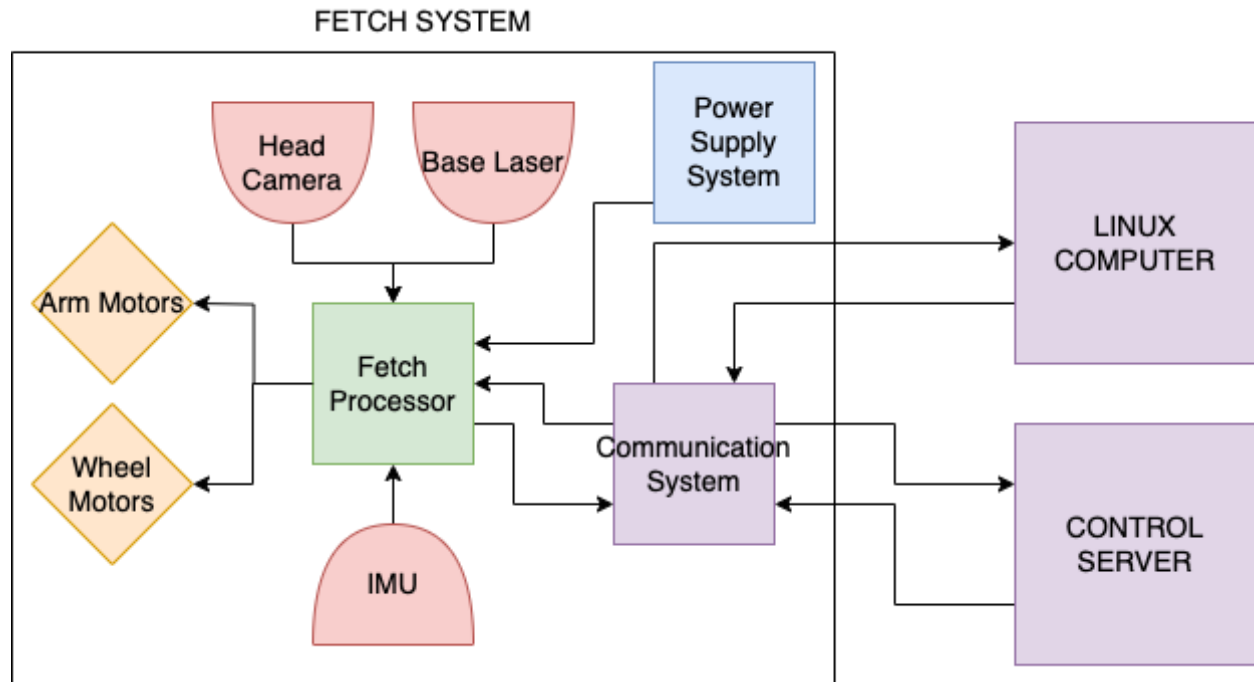 FETCH SYSTEM
Head
Camera
Base Laser
Power
Supply
System
LINUX
COMPUTER
Arm Motors
Fetch
Processor
Communication
System
Wheel
Motors
IMU
CONTROL
SERVER